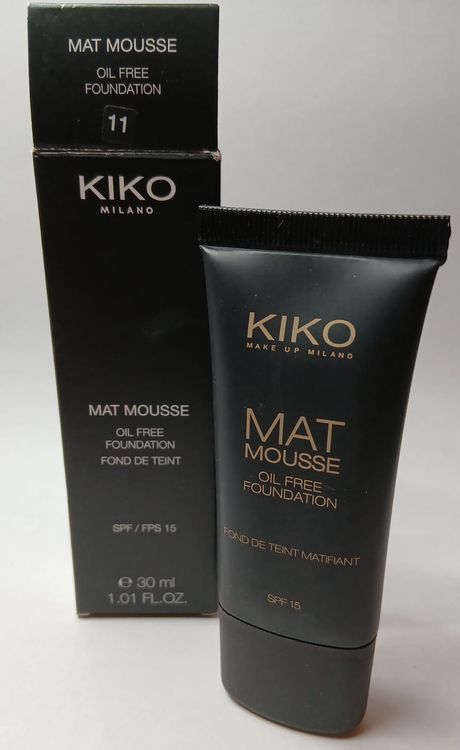 MAT MOUSSE
OIL FREE
FOUNDATION
11
KIKO
MILANO
MAT MOUSSE
OIL FREE
FOUNDATION
FOND DE TEINT
SPF / FPS 15
℮ 30 ml
1.01 FL.OZ.
KIKO
MAKE UP MILANO
MAT
MOUSSE
OIL FREE
FOUNDATION
FOND DE TEINT MATIFIANT
SPF 15